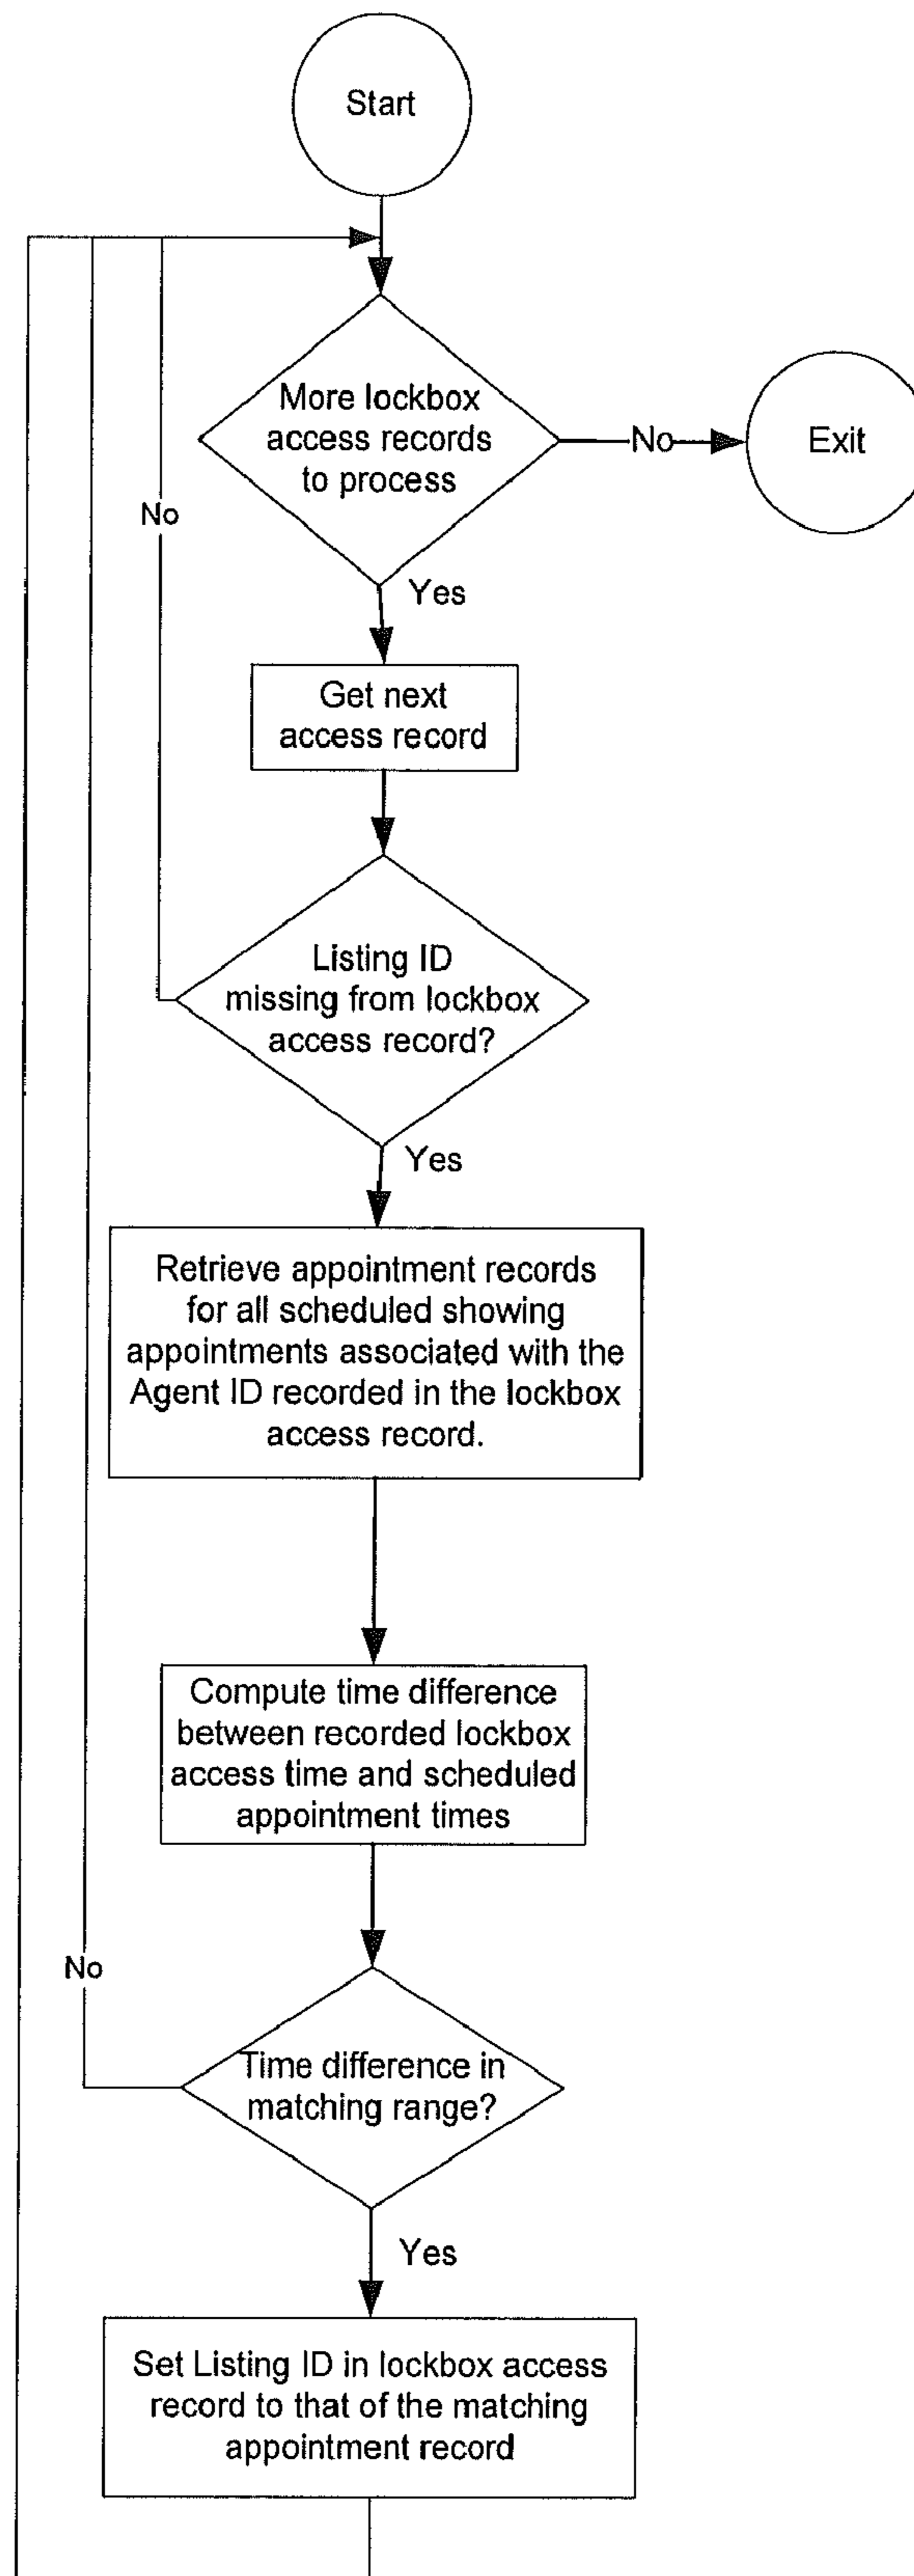 Start
More lockbox
access records
to process
No
Exit
No
Yes
Get next
access record
Listing ID
missing from lockbox
access record?
Yes
Retrieve appointment records
for all scheduled showing
appointments associated with the
Agent ID recorded in the lockbox
access record.
Compute time difference
between recorded lockbox
access time and scheduled
appointment times
No
Time difference in
matching range?
Yes
Set Listing ID in lockbox access
record to that of the matching
appointment record